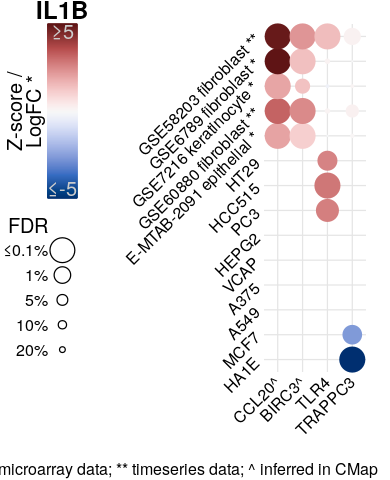 IL1B
≥5
Z-score /
LogFC *
≤-5
FDR
≤0.1%
1%
5%
10%
20%
GSE58203 fibroblast **
GSE6789 fibroblast *
GSE7216 keratinocyte *
GSE60880 fibroblast **
E-MTAB-2091 epithelial *
HT29
HCC515
PC3
HEPG2
VCAP
A375
A549
MCF7
HA1E
CCL20^
BIRC3^
TLR4
TRAPPC3
microarray data; ** timeseries data; ^ inferred in CMap